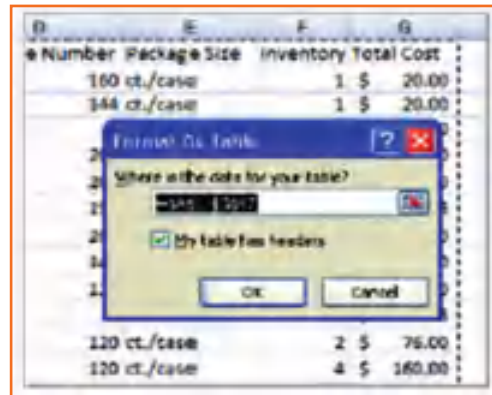 D E F G
e Number Package Size Inventory Total Cost
160 ct./case 1 $ 20.00
144 ct./case 1 $ 20.00
Format As Table
Where is the data for your table?
My table has headers
OK Cancel
120 ct./case 2 $ 76.00
120 ct./case 4 $ 160.00